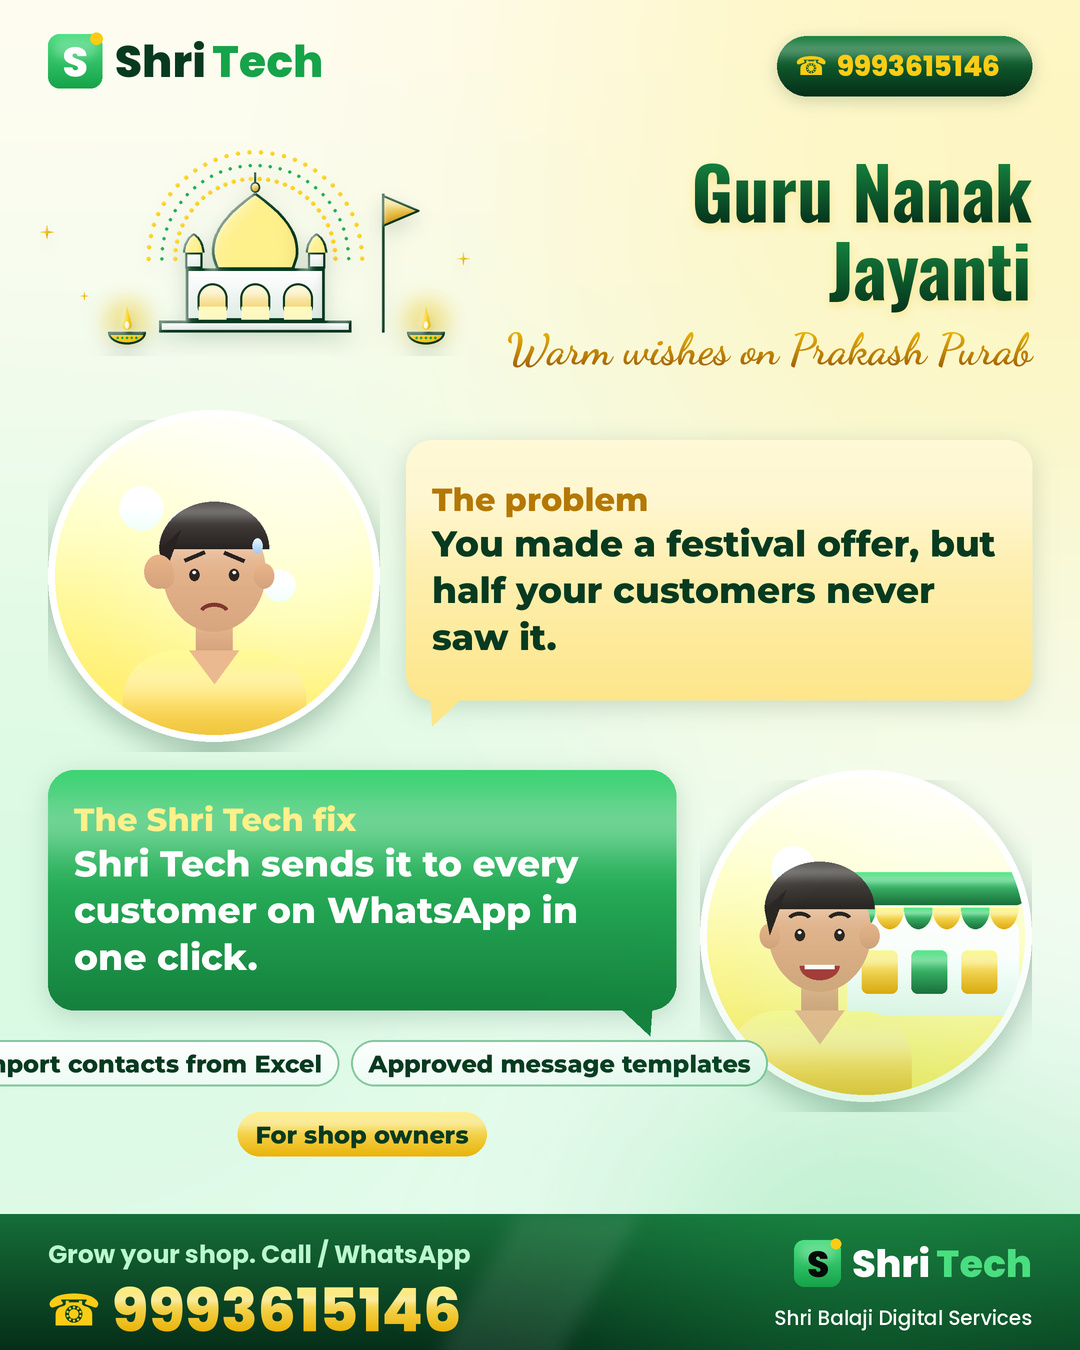 S Shri Tech
☎ 9993615146
Guru Nanak
Jayanti
Warm wishes on Prakash Purab
The problem
You made a festival offer, but
half your customers never
saw it.
The Shri Tech fix
Shri Tech sends it to every
customer on WhatsApp in
one click.
contacts from Excel
Approved message templates
For shop owners
Grow your shop. Call / WhatsApp
☎ 9993615146
S Shri Tech
Shri Balaji Digital Services